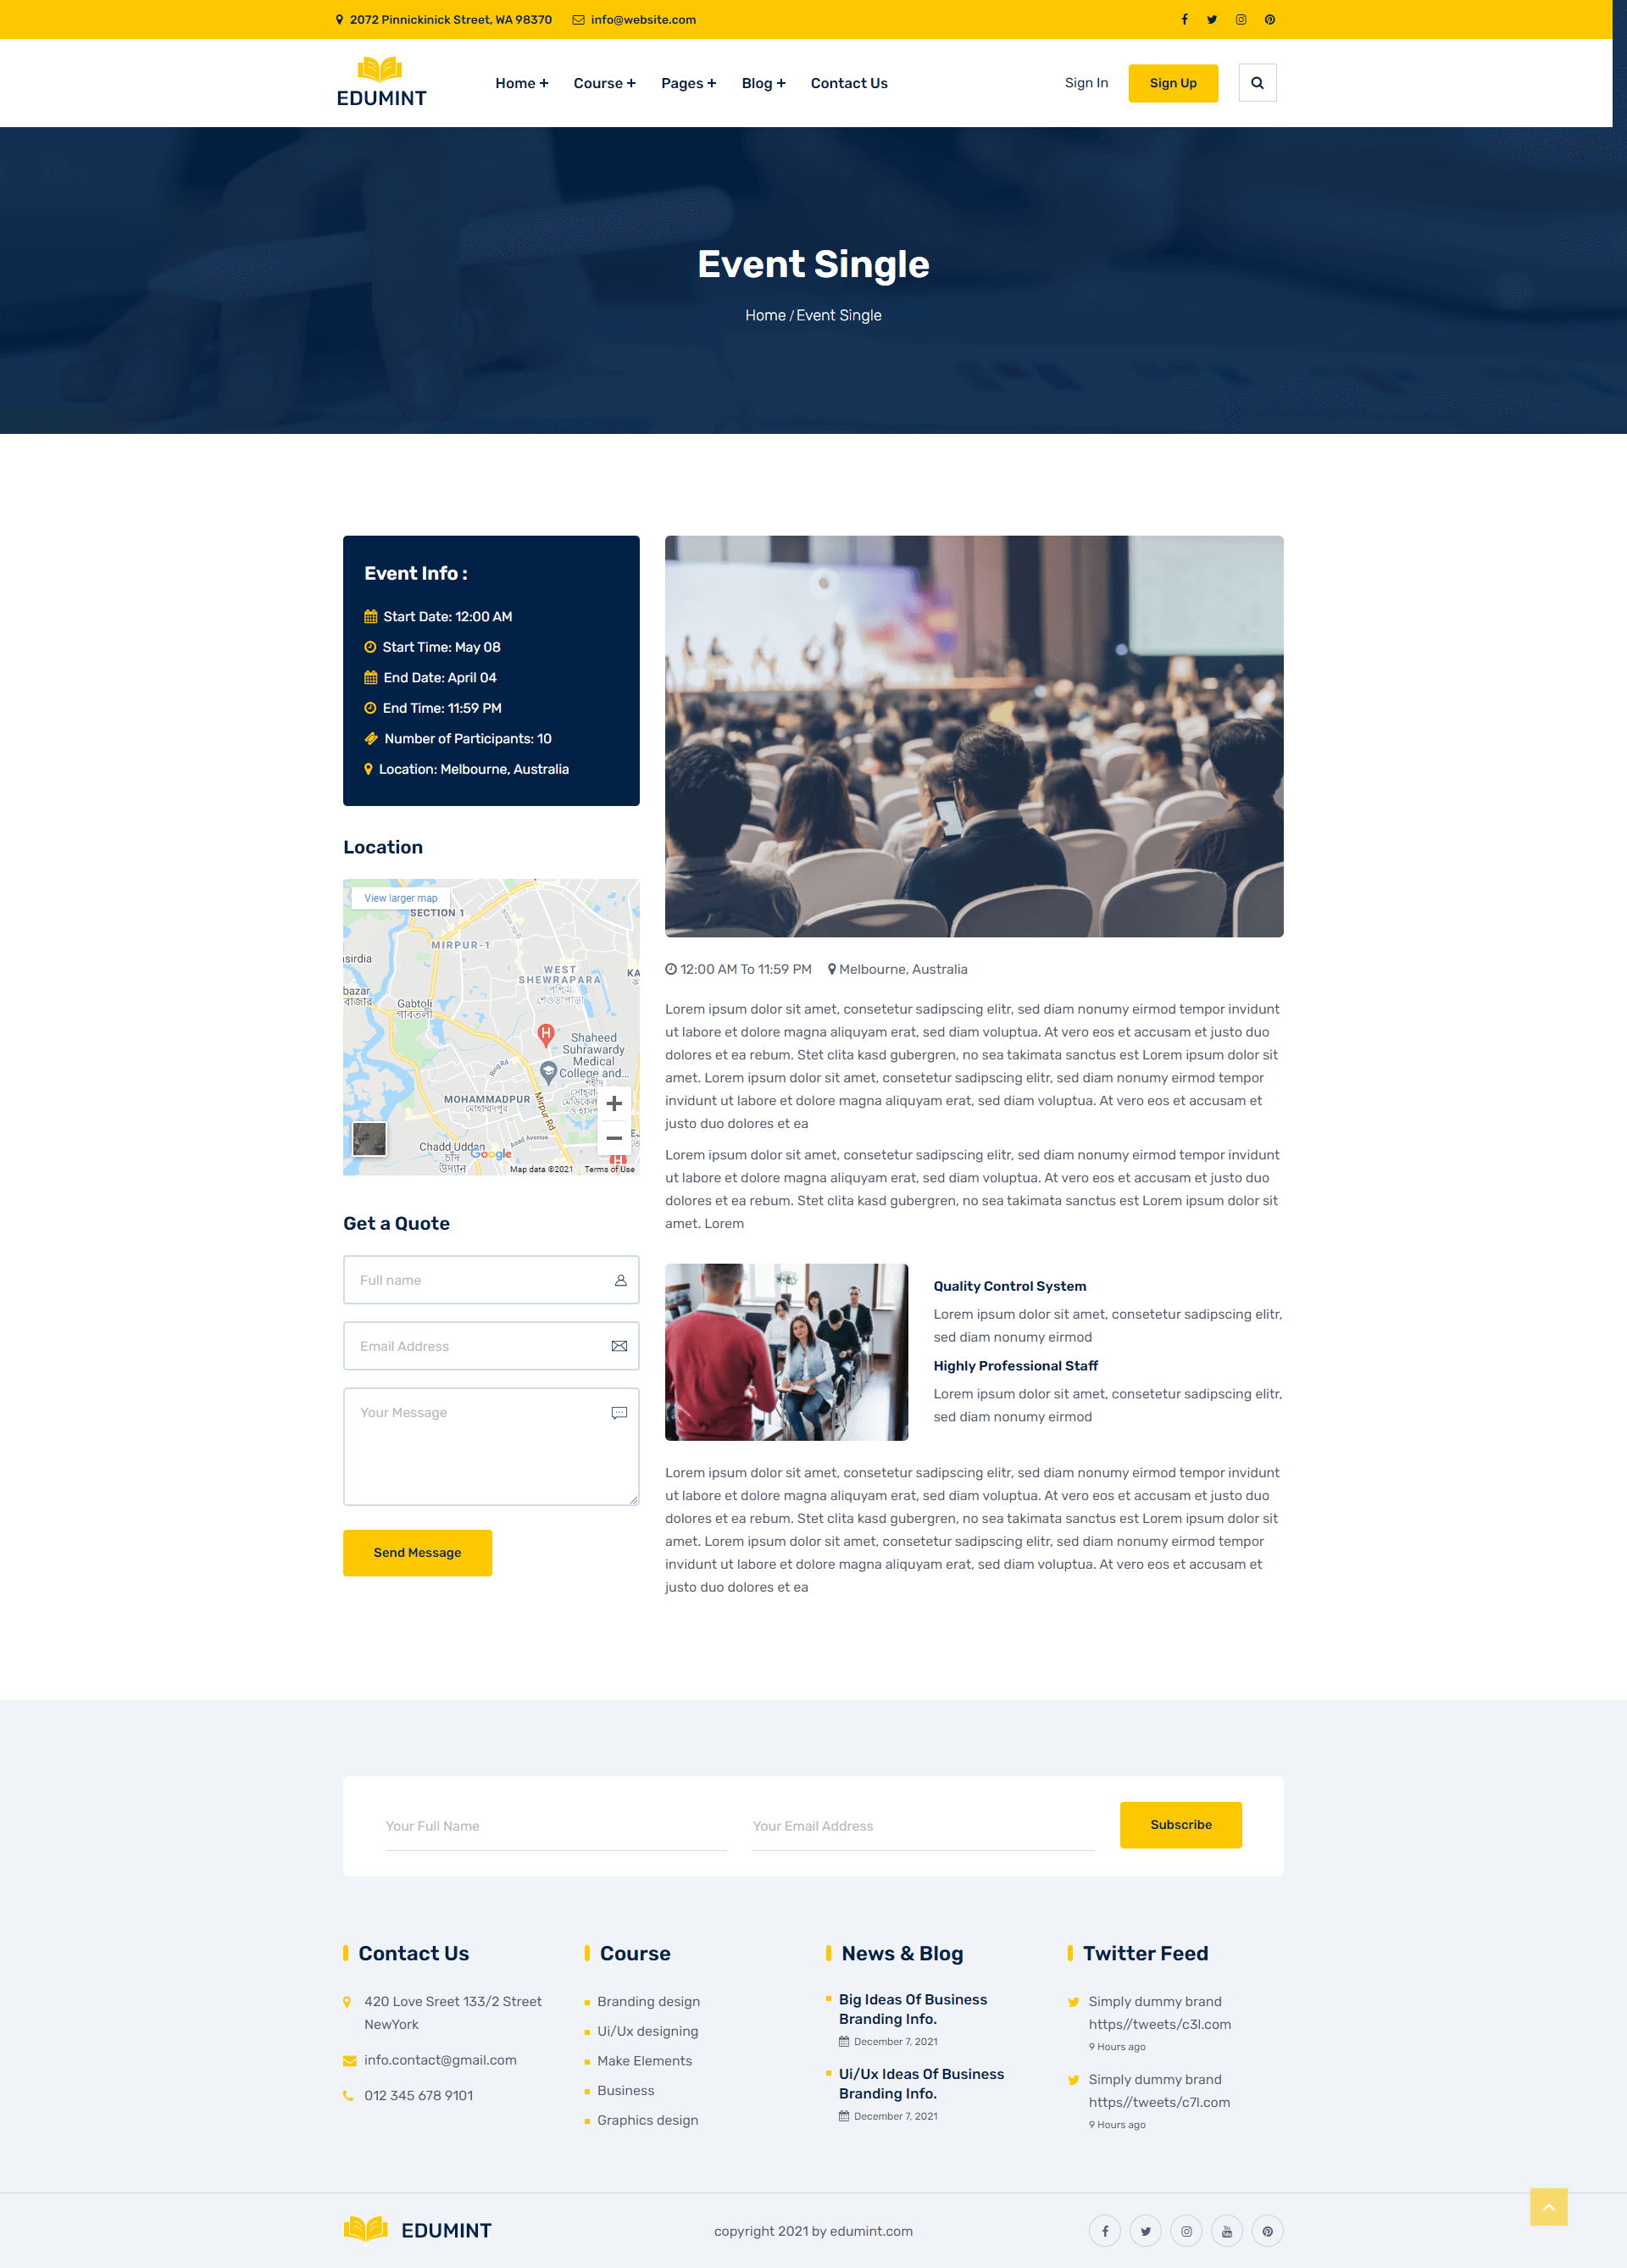 2072 Pinnickinick Street, WA 98370 info@website.com
EDUMINT
Home + Course + Pages + Blog + Contact Us
Sign In Sign Up
Event Single
Home / Event Single
Event Info :
Start Date: 12:00 AM
Start Time: May 08
End Date: April 04
End Time: 11:59 PM
Number of Participants: 10
Location: Melbourne, Australia
Location
View larger map
SECTION 1
MIRPUR-1
isirdia
WEST
SHEWRAPARA
পশ্চিম
শেওড়াপাড়া
KA
bazar
বাজার
Gabtoli
গাবতলী
H
Shaheed
Suhrawardy
Medical
College and...
শহীদ
Ring Rd
MOHAMMADPUR
মোহাম্মদপুর
Mirpur Rd
Asad Avenue
Chadd Uddan
চাঁদ
উদ্যান
Google
H
Map data ©2021 Terms of Use
Get a Quote
Full name
Email Address
Your Message
Send Message
12:00 AM To 11:59 PM Melbourne, Australia
Lorem ipsum dolor sit amet, consetetur sadipscing elitr, sed diam nonumy eirmod tempor invidunt
ut labore et dolore magna aliquyam erat, sed diam voluptua. At vero eos et accusam et justo duo
dolores et ea rebum. Stet clita kasd gubergren, no sea takimata sanctus est Lorem ipsum dolor sit
amet. Lorem ipsum dolor sit amet, consetetur sadipscing elitr, sed diam nonumy eirmod tempor
invidunt ut labore et dolore magna aliquyam erat, sed diam voluptua. At vero eos et accusam et
justo duo dolores et ea
Lorem ipsum dolor sit amet, consetetur sadipscing elitr, sed diam nonumy eirmod tempor invidunt
ut labore et dolore magna aliquyam erat, sed diam voluptua. At vero eos et accusam et justo duo
dolores et ea rebum. Stet clita kasd gubergren, no sea takimata sanctus est Lorem ipsum dolor sit
amet. Lorem
Quality Control System
Lorem ipsum dolor sit amet, consetetur sadipscing elitr,
sed diam nonumy eirmod
Highly Professional Staff
Lorem ipsum dolor sit amet, consetetur sadipscing elitr,
sed diam nonumy eirmod
Lorem ipsum dolor sit amet, consetetur sadipscing elitr, sed diam nonumy eirmod tempor invidunt
ut labore et dolore magna aliquyam erat, sed diam voluptua. At vero eos et accusam et justo duo
dolores et ea rebum. Stet clita kasd gubergren, no sea takimata sanctus est Lorem ipsum dolor sit
amet. Lorem ipsum dolor sit amet, consetetur sadipscing elitr, sed diam nonumy eirmod tempor
invidunt ut labore et dolore magna aliquyam erat, sed diam voluptua. At vero eos et accusam et
justo duo dolores et ea
Your Full Name
Your Email Address
Subscribe
Contact Us
420 Love Sreet 133/2 Street
NewYork
info.contact@gmail.com
012 345 678 9101
Course
Branding design
Ui/Ux designing
Make Elements
Business
Graphics design
News & Blog
Big Ideas Of Business
Branding Info.
December 7, 2021
Ui/Ux Ideas Of Business
Branding Info.
December 7, 2021
Twitter Feed
Simply dummy brand
https//tweets/c3l.com
9 Hours ago
Simply dummy brand
https//tweets/c7l.com
9 Hours ago
EDUMINT
copyright 2021 by edumint.com